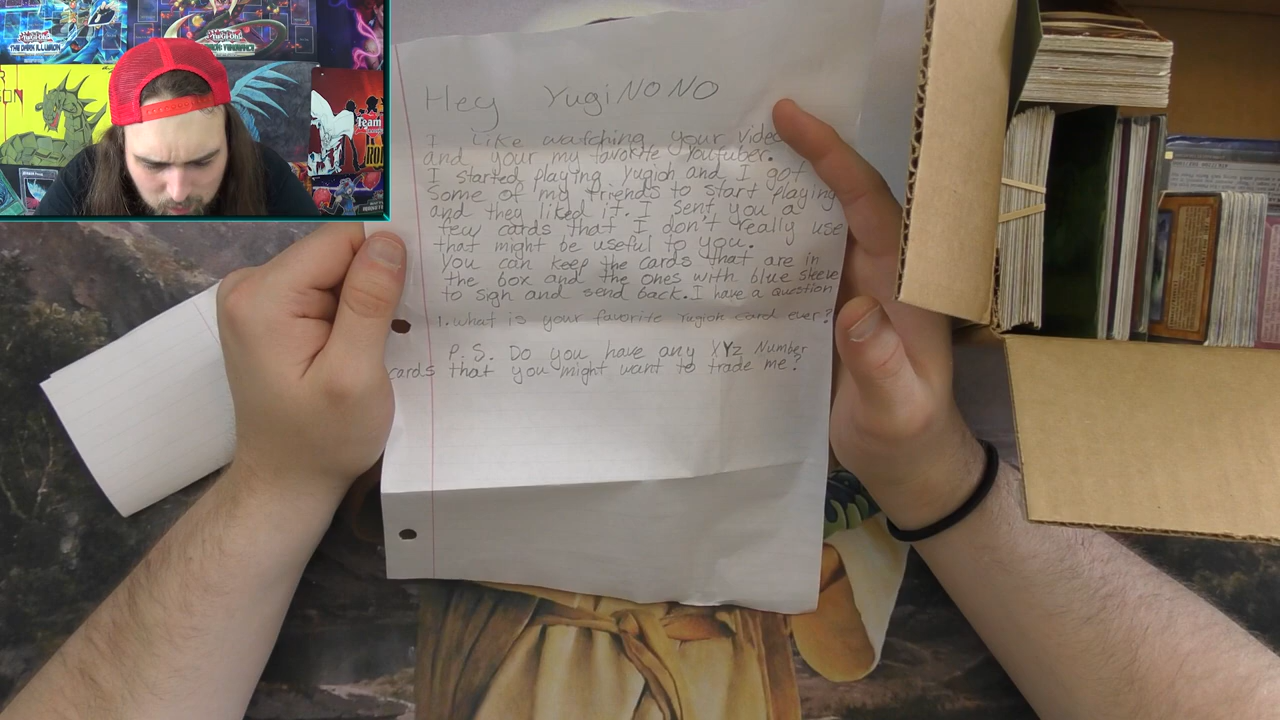 THE DARK ILLUSION
Hey YugiNONO
I like watching your video
and your my favorite Youtuber.
I started playing yugioh and I got
some of my friends to start playing
and they liked it. I sent you a
few cards that I don't really use
that might be useful to you.
You can keep the cards that are in
the box and the ones with blue sleeve
to sign and send back. I have a question
1. What is your favorite Yugioh card ever?
P.S. Do you have any XYZ Number
cards that you might want to trade me?